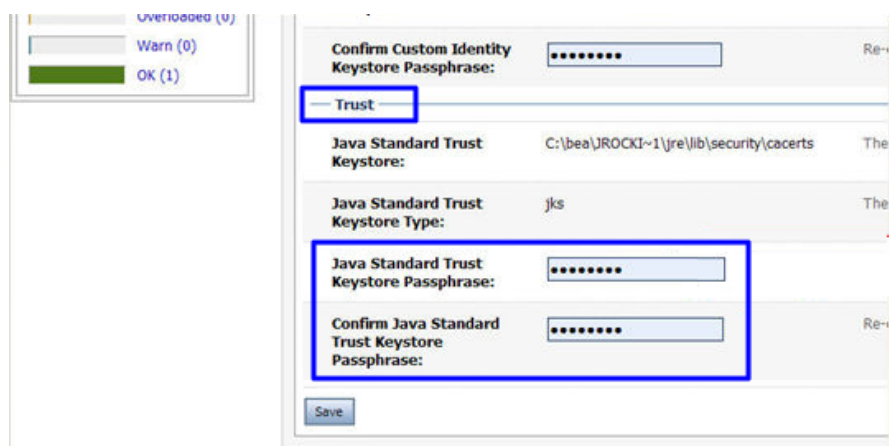 Overloaded (0)
Warn (0)
OK (1)
Confirm Custom Identity
Keystore Passphrase:
••••••••
Re-
Trust
Java Standard Trust
Keystore:
C:\bea\JROCKI~1\jre\lib\security\cacerts
The
Java Standard Trust
Keystore Type:
jks
The
Java Standard Trust
Keystore Passphrase:
••••••••
Confirm Java Standard
Trust Keystore
Passphrase:
••••••••
Re-
Save